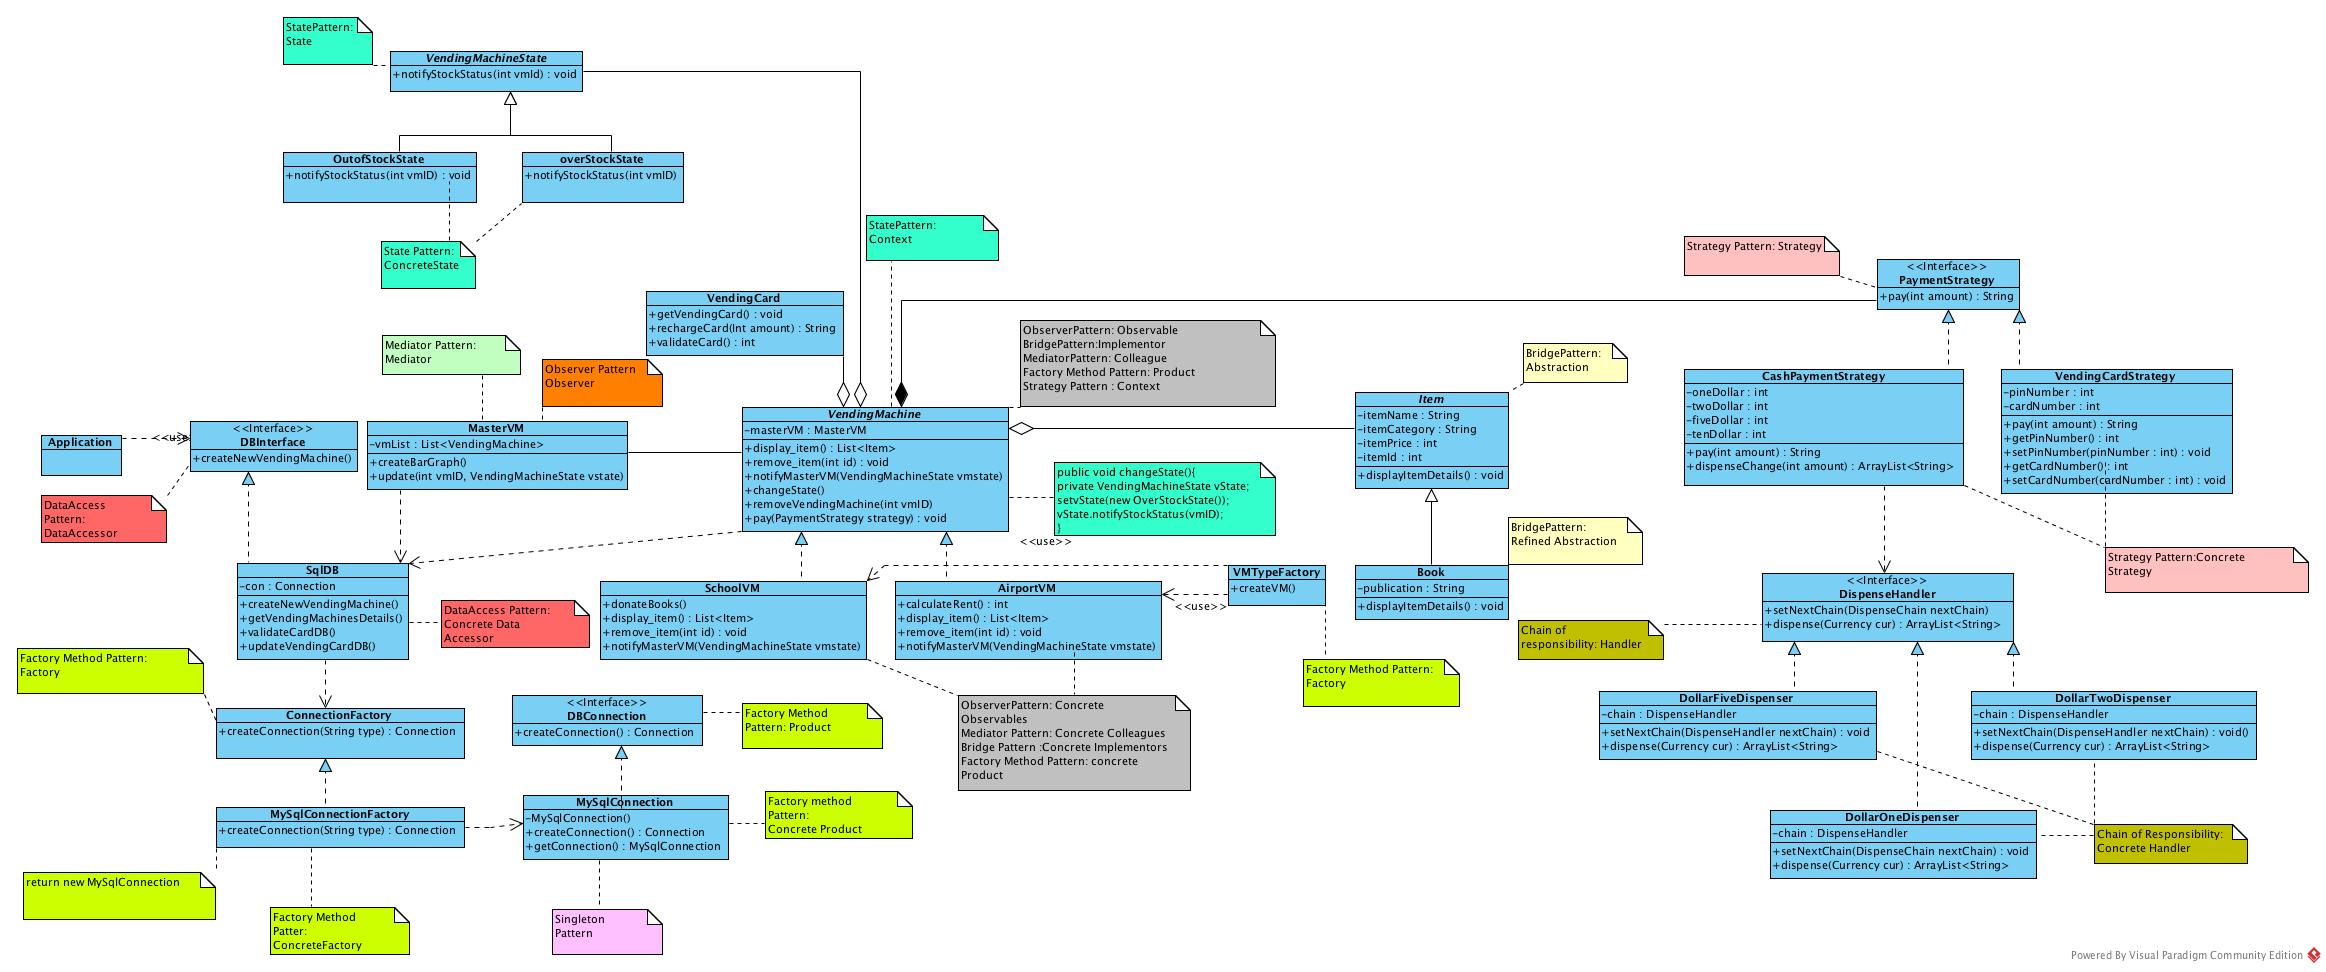 StatePattern:
State
VendingMachineState
+notifyStockStatus(int vmId) : void
OutofStockState
+notifyStockStatus(int vmID) : void
overStockState
+notifyStockStatus(int vmID)
State Pattern:
ConcreteState
StatePattern:
Context
Strategy Pattern: Strategy
<<Interface>>
PaymentStrategy
+pay(int amount) : String
VendingCard
+getVendingCard() : void
+rechargeCard(Int amount) : String
+validateCard() : int
Mediator Pattern:
Mediator
Observer Pattern
Observer
ObserverPattern: Observable
BridgePattern:Implementor
MediatorPattern: Colleague
Factory Method Pattern: Product
Strategy Pattern : Context
BridgePattern:
Abstraction
CashPaymentStrategy
-oneDollar : int
-twoDollar : int
-fiveDollar : int
-tenDollar : int
+pay(int amount) : String
+dispenseChange(int amount) : ArrayList<String>
VendingCardStrategy
-pinNumber : int
-cardNumber : int
+pay(int amount) : String
+getPinNumber() : int
+setPinNumber(pinNumber : int) : void
+getCardNumber() : int
+setCardNumber(cardNumber : int) : void
Application
<<use
<<Interface>>
DBInterface
+createNewVendingMachine()
MasterVM
-vmList : List<VendingMachine>
+createBarGraph()
+update(int vmID, VendingMachineState vstate)
VendingMachine
-masterVM : MasterVM
+display_item() : List<Item>
+remove_item(int id) : void
+notifyMasterVM(VendingMachineState vmstate)
+changeState()
+removeVendingMachine(int vmID)
+pay(PaymentStrategy strategy) : void
Item
-itemName : String
-itemCategory : String
-itemPrice : int
-itemId : int
+displayItemDetails() : void
public void changeState(){
private VendingMachineState vState;
setvState(new OverStockState());
vState.notifyStockStatus(vmID);
}
DataAccess
Pattern:
DataAccessor
BridgePattern:
Refined Abstraction
<<use>>
Strategy Pattern:Concrete
Strategy
SqlDB
-con : Connection
+createNewVendingMachine()
+getVendingMachinesDetails()
+validateCardDB()
+updateVendingCardDB()
DataAccess Pattern:
Concrete Data
Accessor
SchoolVM
+donateBooks()
+display_item() : List<Item>
+remove_item(int id) : void
+notifyMasterVM(VendingMachineState vmstate)
AirportVM
+calculateRent() : int
+display_item() : List<Item>
+remove_item(int id) : void
+notifyMasterVM(VendingMachineState vmstate)
VMTypeFactory
+createVM()
<<use>>
Book
-publication : String
+displayItemDetails() : void
<<Interface>>
DispenseHandler
+setNextChain(DispenseChain nextChain)
+dispense(Currency cur) : ArrayList<String>
Chain of
responsibility: Handler
Factory Method Pattern:
Factory
Factory Method Pattern:
Factory
ConnectionFactory
+createConnection(String type) : Connection
<<Interface>>
DBConnection
+createConnection() : Connection
Factory Method
Pattern: Product
ObserverPattern: Concrete
Observables
Mediator Pattern: Concrete Colleagues
Bridge Pattern :Concrete Implementors
Factory Method Pattern: concrete
Product
DollarFiveDispenser
-chain : DispenseHandler
+setNextChain(DispenseHandler nextChain) : void
+dispense(Currency cur) : ArrayList<String>
DollarTwoDispenser
-chain : DispenseHandler
+setNextChain(DispenseHandler nextChain) : void()
+dispense(Currency cur) : ArrayList<String>
MySqlConnectionFactory
+createConnection(String type) : Connection
MySqlConnection
-MySqlConnection()
+createConnection() : Connection
+getConnection() : MySqlConnection
Factory method
Pattern:
Concrete Product
DollarOneDispenser
-chain : DispenseHandler
+setNextChain(DispenseChain nextChain) : void
+dispense(Currency cur) : ArrayList<String>
Chain of Responsibility:
Concrete Handler
return new MySqlConnection
Factory Method
Patter:
ConcreteFactory
Singleton
Pattern
Powered By Visual Paradigm Community Edition